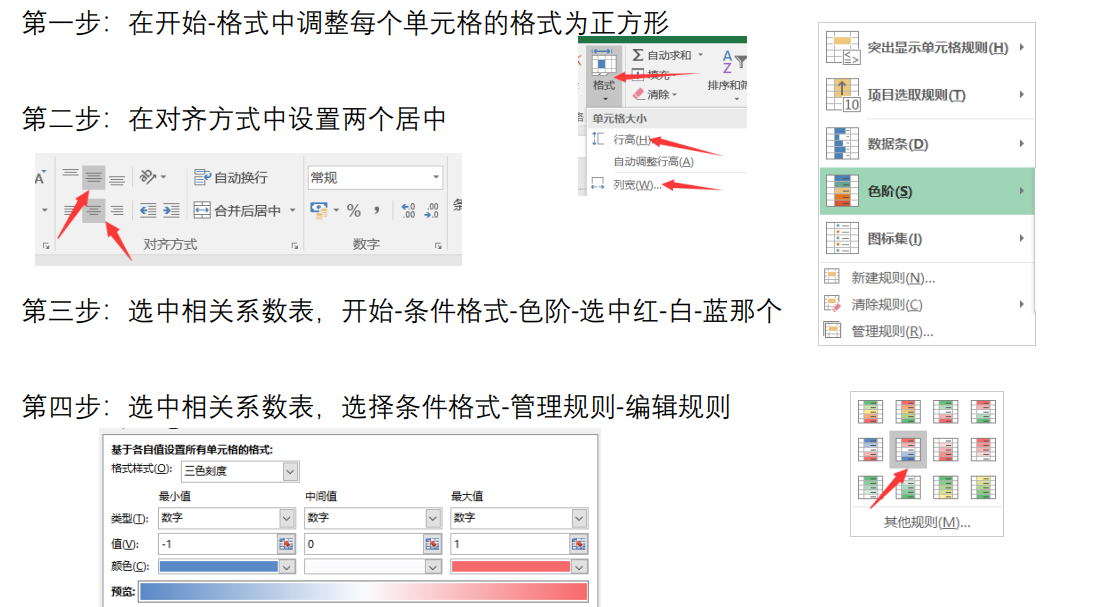 第一步：在开始-格式中调整每个单元格的格式为正方形
自动求和
填充
格式
清除
排序和筛
单元格大小
行高(H)
自动调整行高(A)
列宽(W)...
第二步：在对齐方式中设置两个居中
自动换行
常规
合并后居中
条
对齐方式
数字
突出显示单元格规则(H)
项目选取规则(T)
数据条(D)
色阶(S)
图标集(I)
新建规则(N)...
清除规则(C)
管理规则(R)...
第三步：选中相关系数表，开始-条件格式-色阶-选中红-白-蓝那个
第四步：选中相关系数表，选择条件格式-管理规则-编辑规则
基于各自值设置所有单元格的格式:
格式样式(O): 三色刻度
最小值 中间值 最大值
类型(T): 数字 数字 数字
值(V): -1 0 1
颜色(C):
预览:
其他规则(M)...